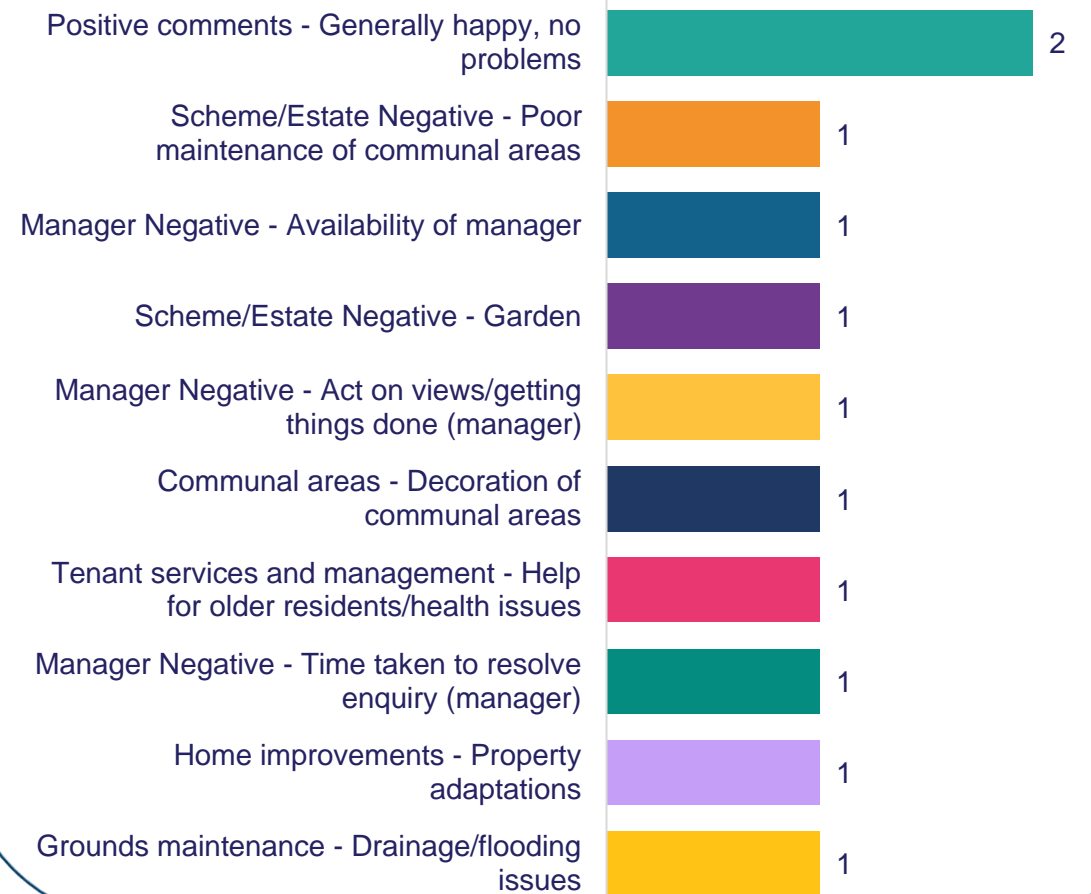 Positive comments - Generally happy, no
problems
2
Scheme/Estate Negative - Poor
maintenance of communal areas
1
Manager Negative - Availability of manager
1
Scheme/Estate Negative - Garden
1
Manager Negative - Act on views/getting
things done (manager)
1
Communal areas - Decoration of
communal areas
1
Tenant services and management - Help
for older residents/health issues
1
Manager Negative - Time taken to resolve
enquiry (manager)
1
Home improvements - Property
adaptations
1
Grounds maintenance - Drainage/flooding
issues
1